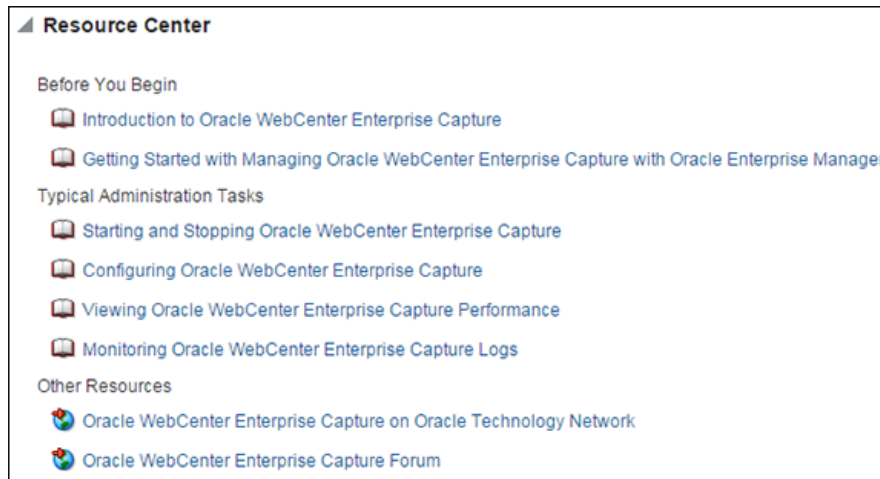 Resource Center
Before You Begin
Introduction to Oracle WebCenter Enterprise Capture
Getting Started with Managing Oracle WebCenter Enterprise Capture with Oracle Enterprise Manage
Typical Administration Tasks
Starting and Stopping Oracle WebCenter Enterprise Capture
Configuring Oracle WebCenter Enterprise Capture
Viewing Oracle WebCenter Enterprise Capture Performance
Monitoring Oracle WebCenter Enterprise Capture Logs
Other Resources
Oracle WebCenter Enterprise Capture on Oracle Technology Network
Oracle WebCenter Enterprise Capture Forum